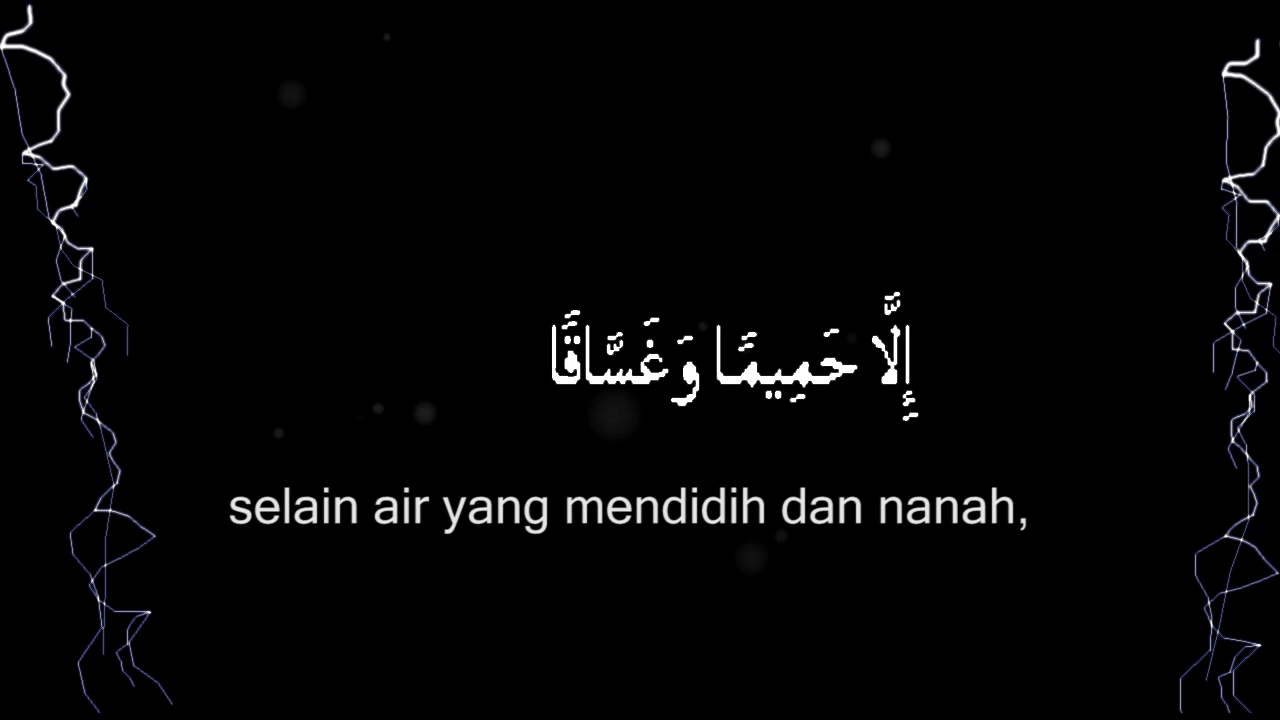 إِلَّا حَمِيمًا وَغَسَّاقًا
selain air yang mendidih dan nanah,